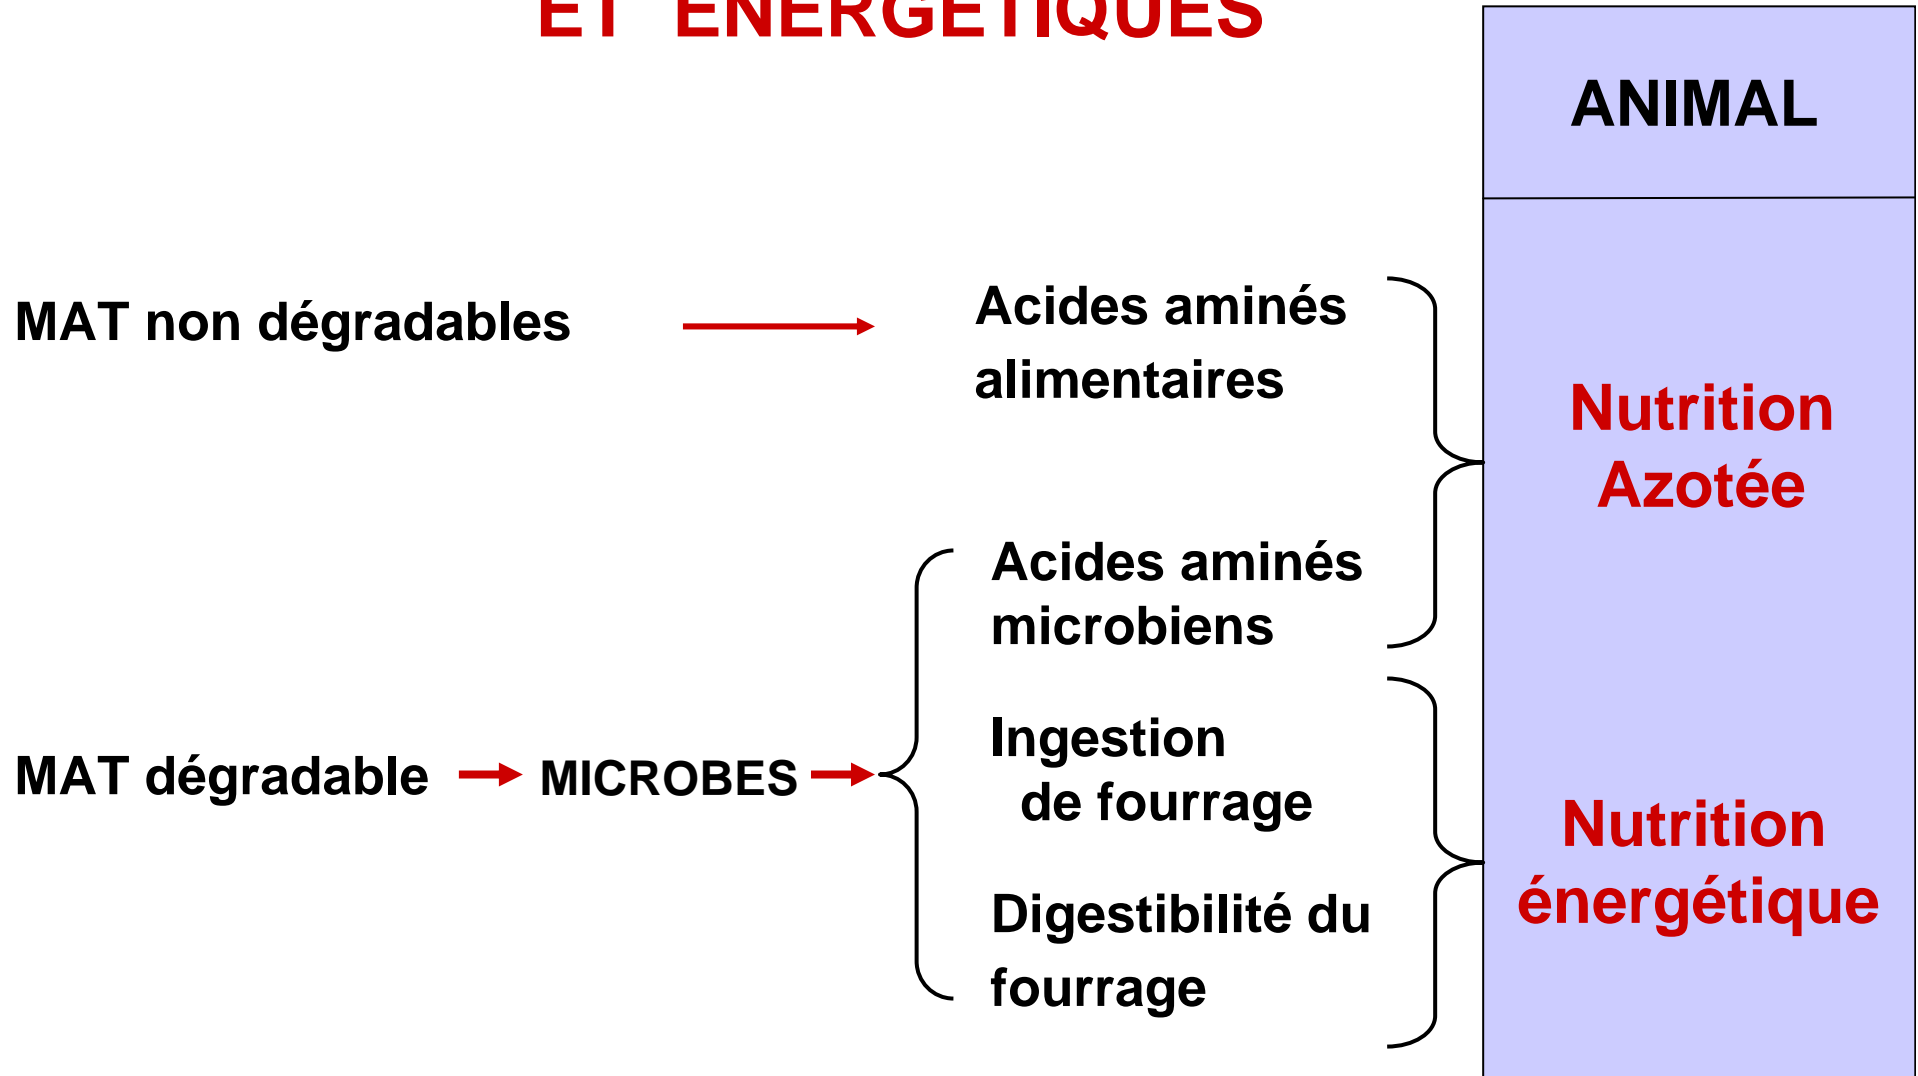 ET ENERGETIQUES
ANIMAL
MAT non dégradables
Acides aminés
alimentaires
Nutrition
Azotée
Acides aminés
microbiens
MAT dégradable
MICROBES
Ingestion
de fourrage
Digestibilité du
fourrage
Nutrition
énergétique